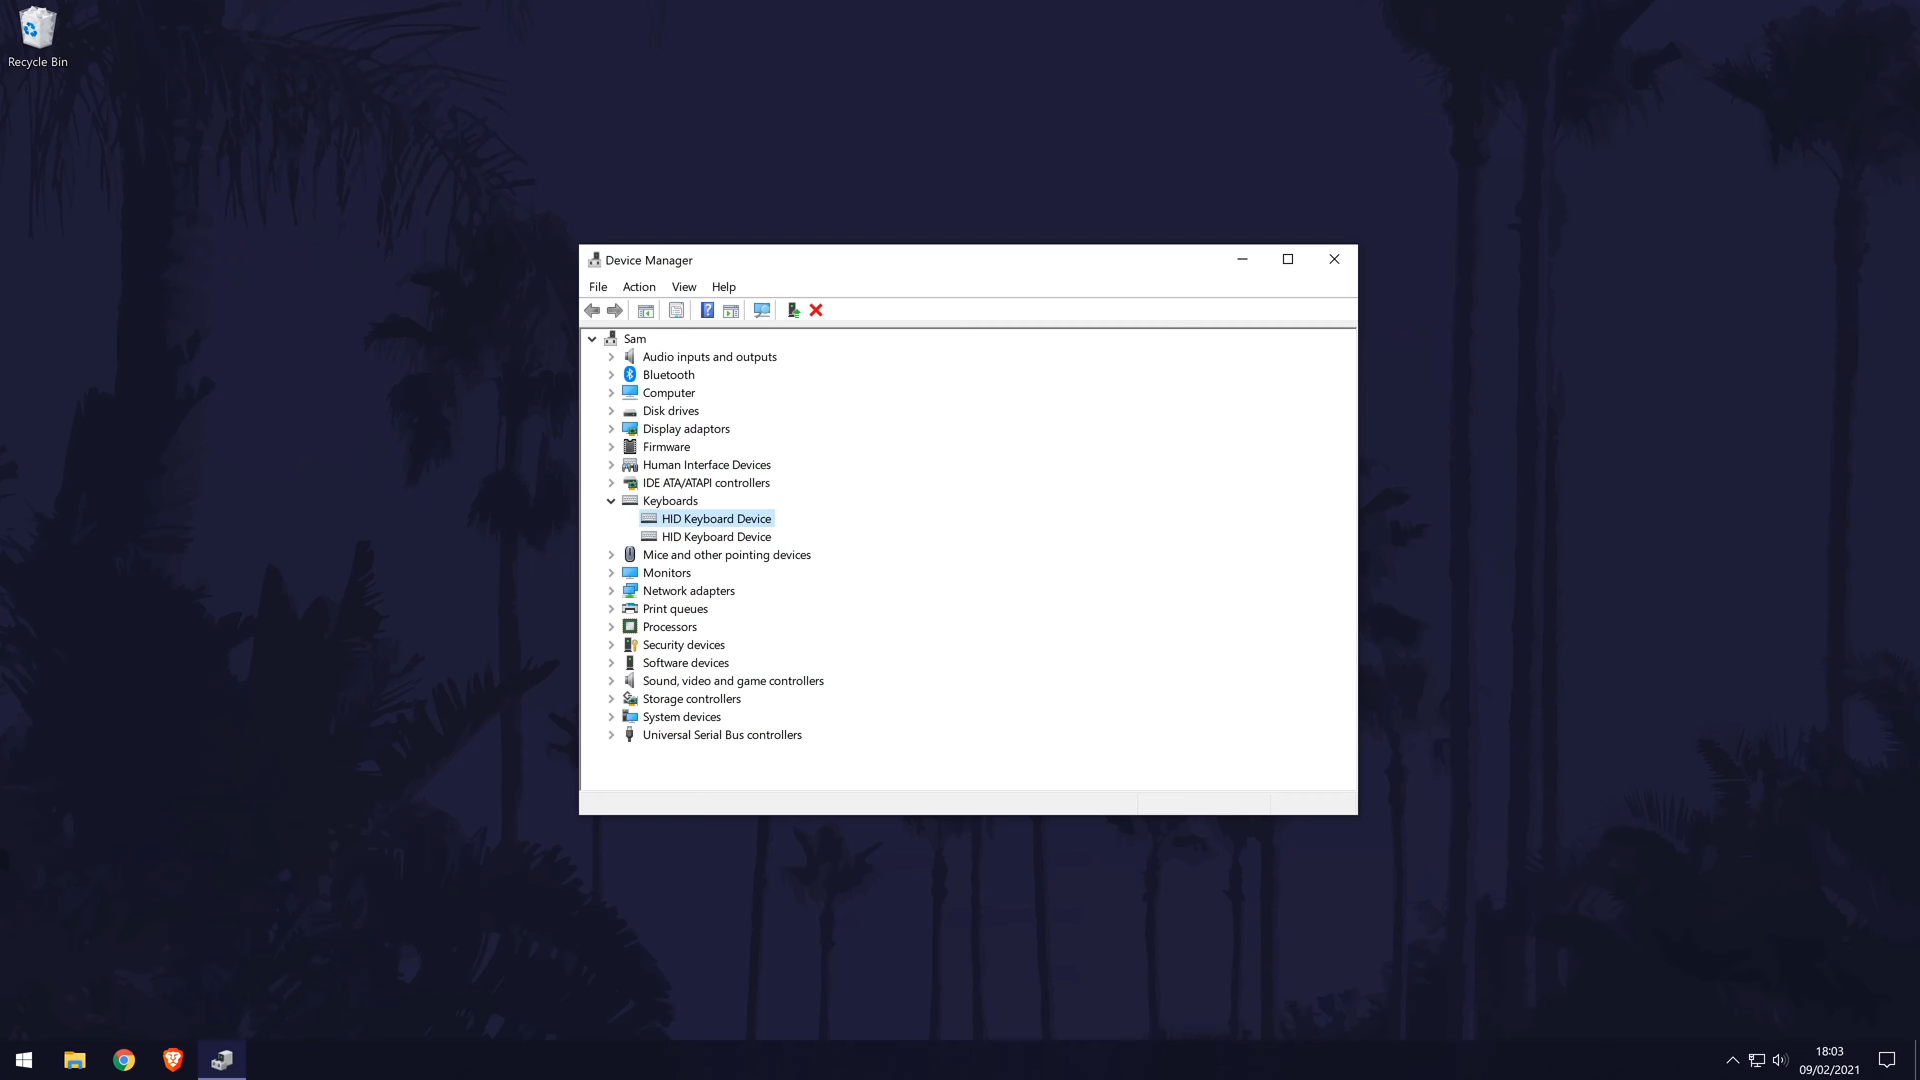 Recycle Bin
Device Manager
File Action View Help
Sam
Audio inputs and outputs
Bluetooth
Computer
Disk drives
Display adaptors
Firmware
Human Interface Devices
IDE ATA/ATAPI controllers
Keyboards
HID Keyboard Device
HID Keyboard Device
Mice and other pointing devices
Monitors
Network adapters
Print queues
Processors
Security devices
Software devices
Sound, video and game controllers
Storage controllers
System devices
Universal Serial Bus controllers
18:03
09/02/2021